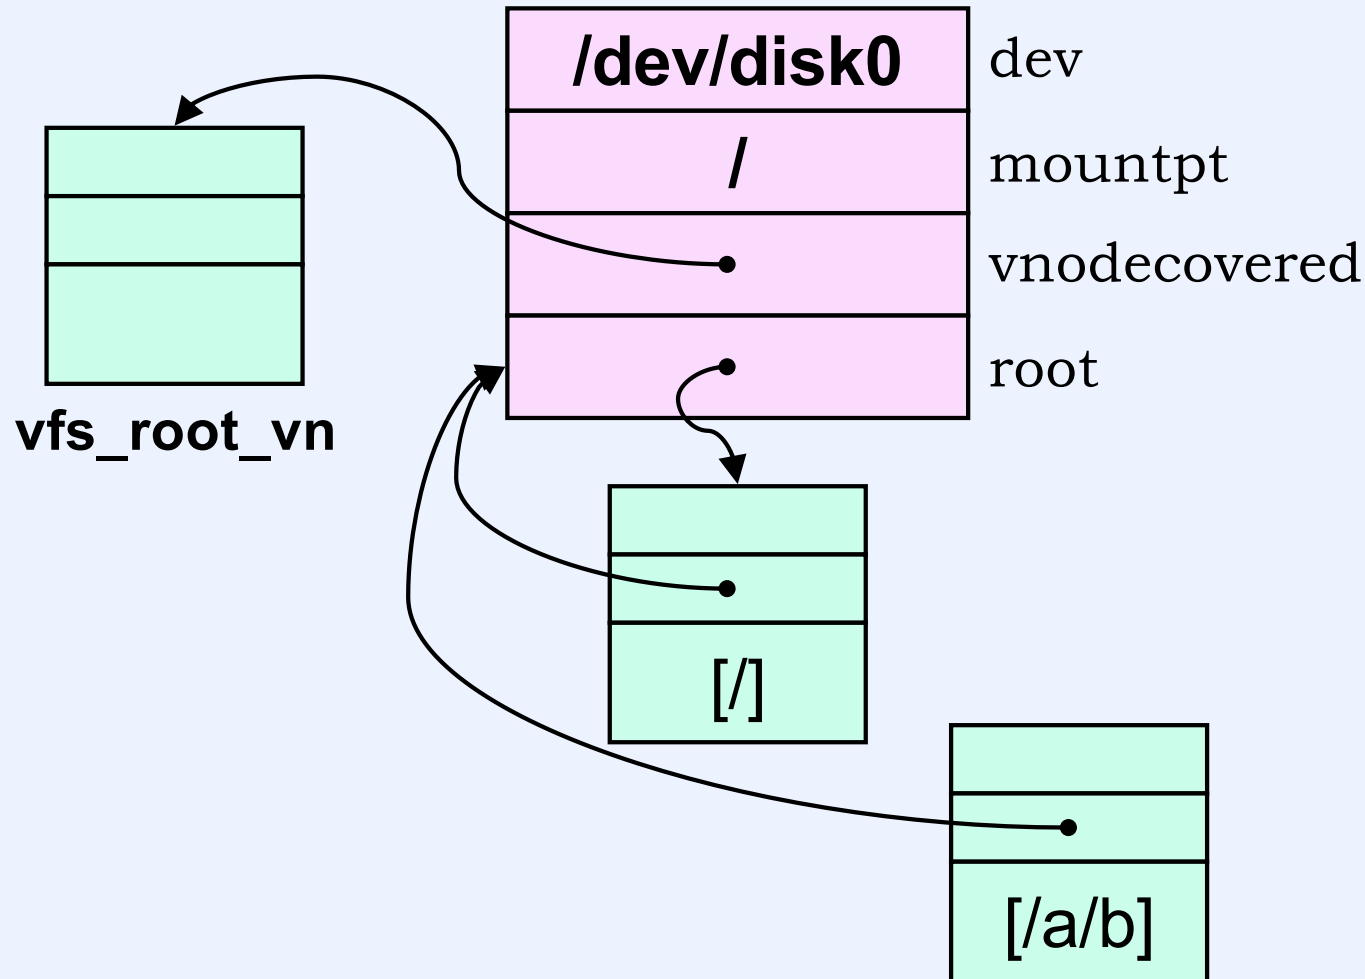 /dev/disk0 dev
/ mountpt
vnodecovered
root
vfs_root_vn
[/]
[/a/b]